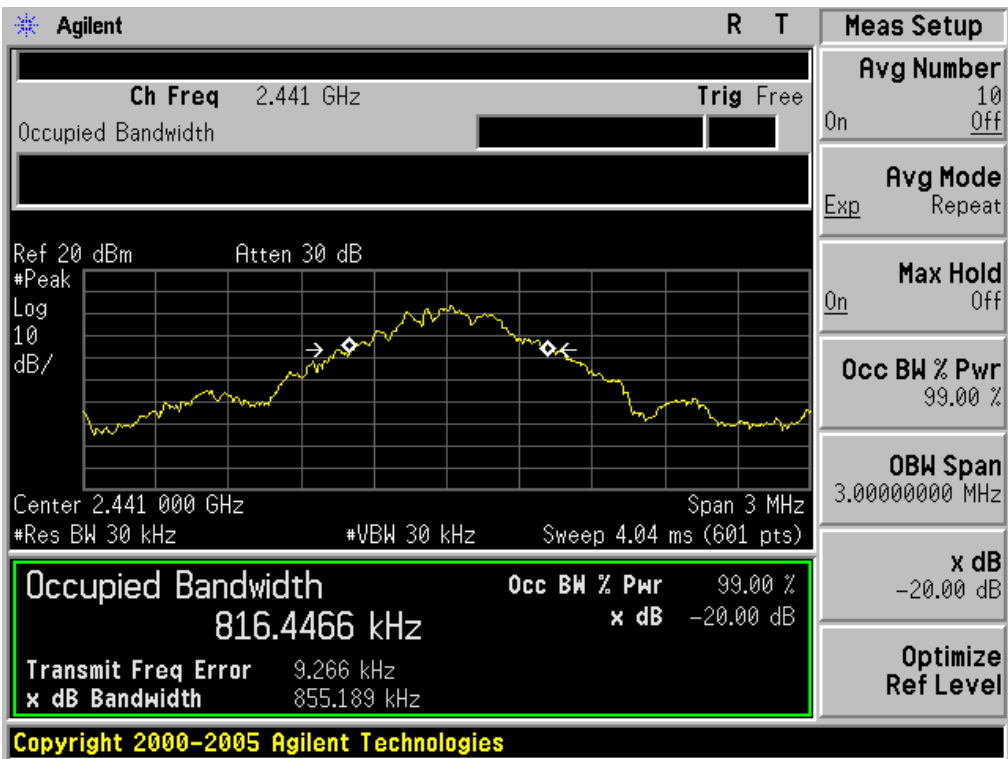 Agilent R T
Ch Freq 2.441 GHz Trig Free
Occupied Bandwidth
Ref 20 dBm Atten 30 dB
#Peak
Log
10
dB/
Center 2.441 000 GHz Span 3 MHz
#Res BW 30 kHz #VBW 30 kHz Sweep 4.04 ms (601 pts)
Occupied Bandwidth Occ BW % Pwr 99.00 %
816.4466 kHz x dB -20.00 dB
Transmit Freq Error 9.266 kHz
x dB Bandwidth 855.189 kHz
Copyright 2000-2005 Agilent Technologies
Meas Setup
Avg Number
10
On Off
Avg Mode
Exp Repeat
Max Hold
On Off
Occ BW % Pwr
99.00 %
OBW Span
3.00000000 MHz
x dB
-20.00 dB
Optimize
Ref Level